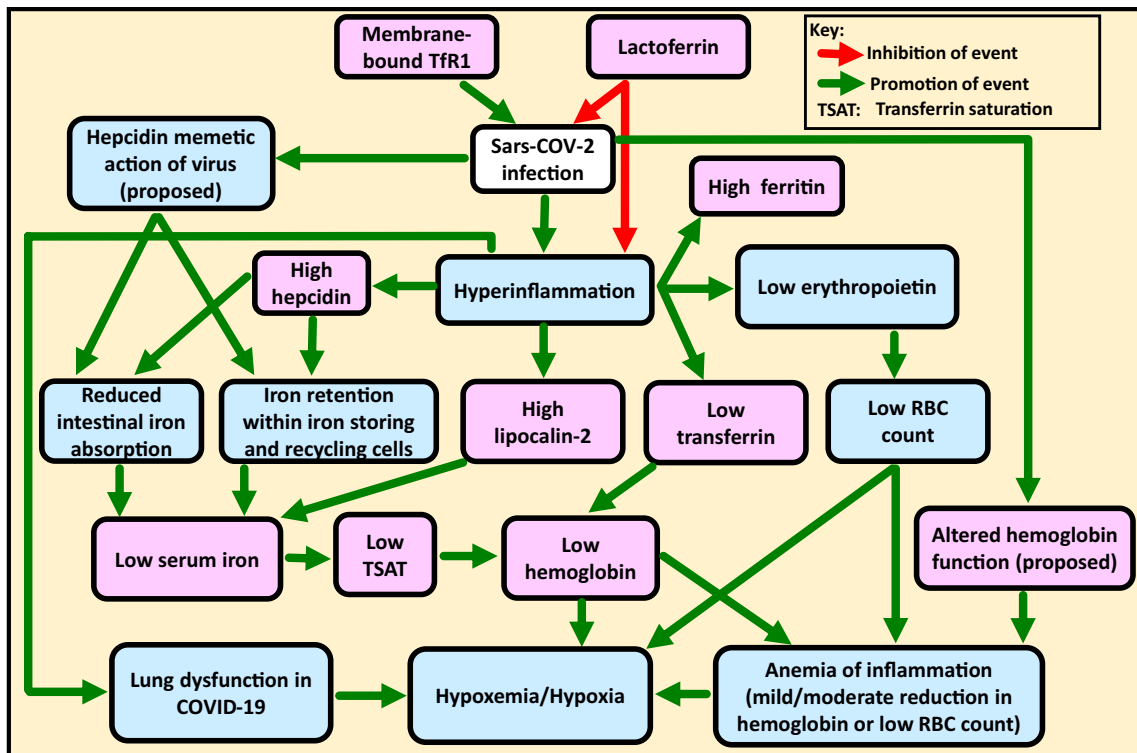 Membrane-
bound TfR1
Lactoferrin
Key:
Inhibition of event
Promotion of event
TSAT: Transferrin saturation
Hepcidin memetic
action of virus
(proposed)
Sars-COV-2
infection
High ferritin
High
hepcidin
Hyperinflammation
Low erythropoietin
Reduced
intestinal iron
absorption
Iron retention
within iron storing
and recycling cells
High
lipocalin-2
Low
transferrin
Low RBC
count
Low serum iron
Low
TSAT
Low
hemoglobin
Altered hemoglobin
function (proposed)
Lung dysfunction in
COVID-19
Hypoxemia/Hypoxia
Anemia of inflammation
(mild/moderate reduction in
hemoglobin or low RBC count)